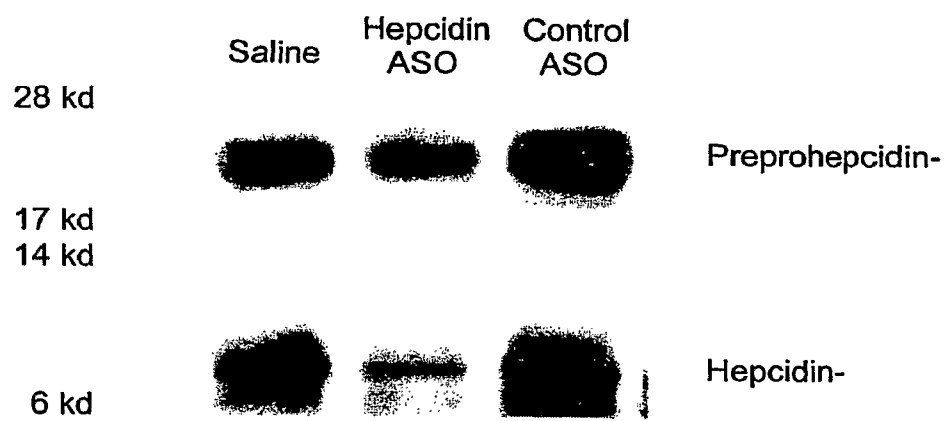 Saline
Hepcidin
ASO
Control
ASO
28 kd
Preprohepcidin-
17 kd
14 kd
Hepcidin-
6 kd